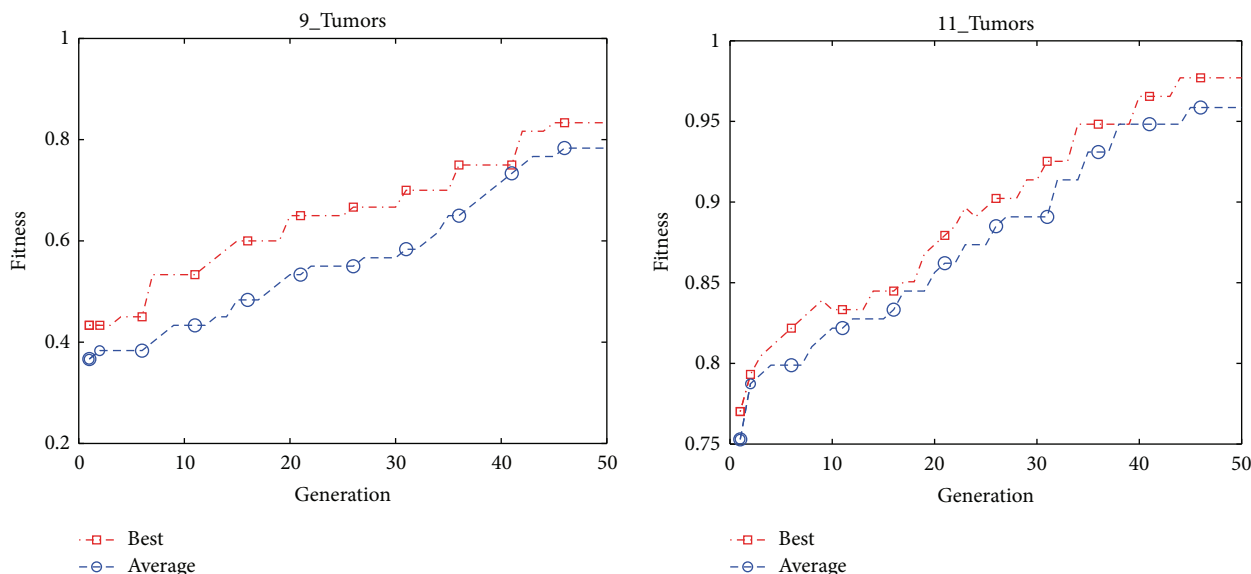 9_Tumors
1
0.8
0.6
0.4
0.2
Fitness
0 10 20 30 40 50
Generation
Best
Average
11_Tumors
1
0.95
0.9
0.85
0.8
0.75
Fitness
0 10 20 30 40 50
Generation
Best
Average